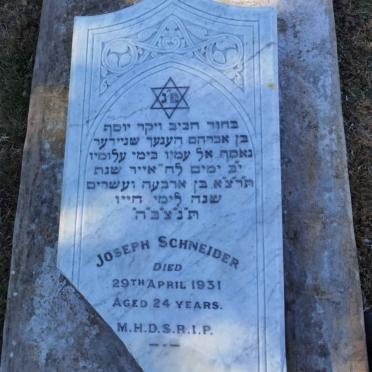 פ״נ
בחור חביב ויקר יוסף
בן אברהם הענך שניידער
נאסף אל עמיו בימי עלומיו
י״ב ימים לח׳ אייר שנת
תרצ״א בן ארבעה ועשרים
שנה לימי חייו
ת׳נ׳צ׳ב׳ה׳
JOSEPH SCHNEIDER
DIED
29TH APRIL 1931
AGED 24 YEARS.
M.H.D.S.R.I.P.